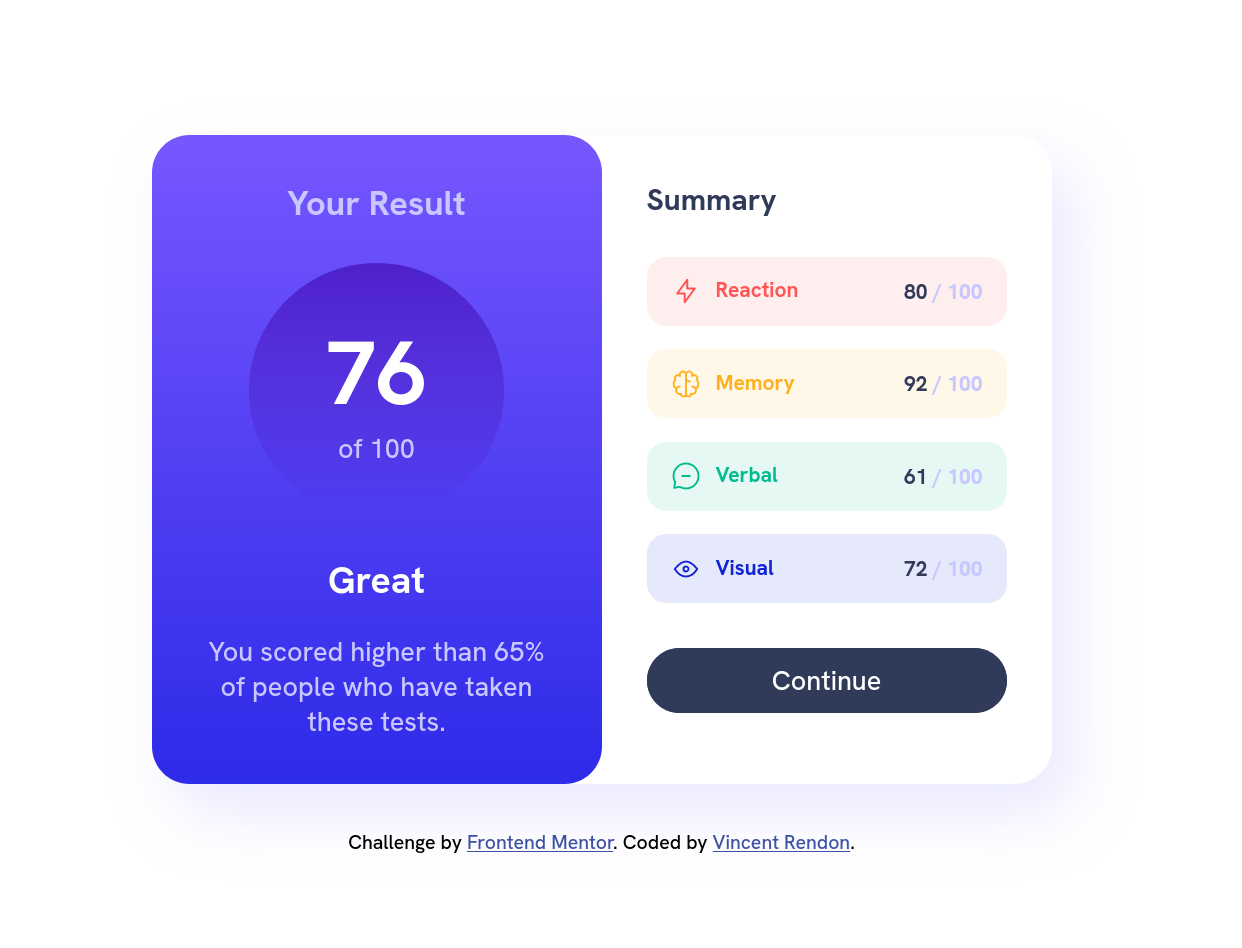 Your Result
76
of 100
Great
You scored higher than 65%
of people who have taken
these tests.
Summary
Reaction 80 / 100
Memory 92 / 100
Verbal 61 / 100
Visual 72 / 100
Continue
Challenge by Frontend Mentor. Coded by Vincent Rendon.